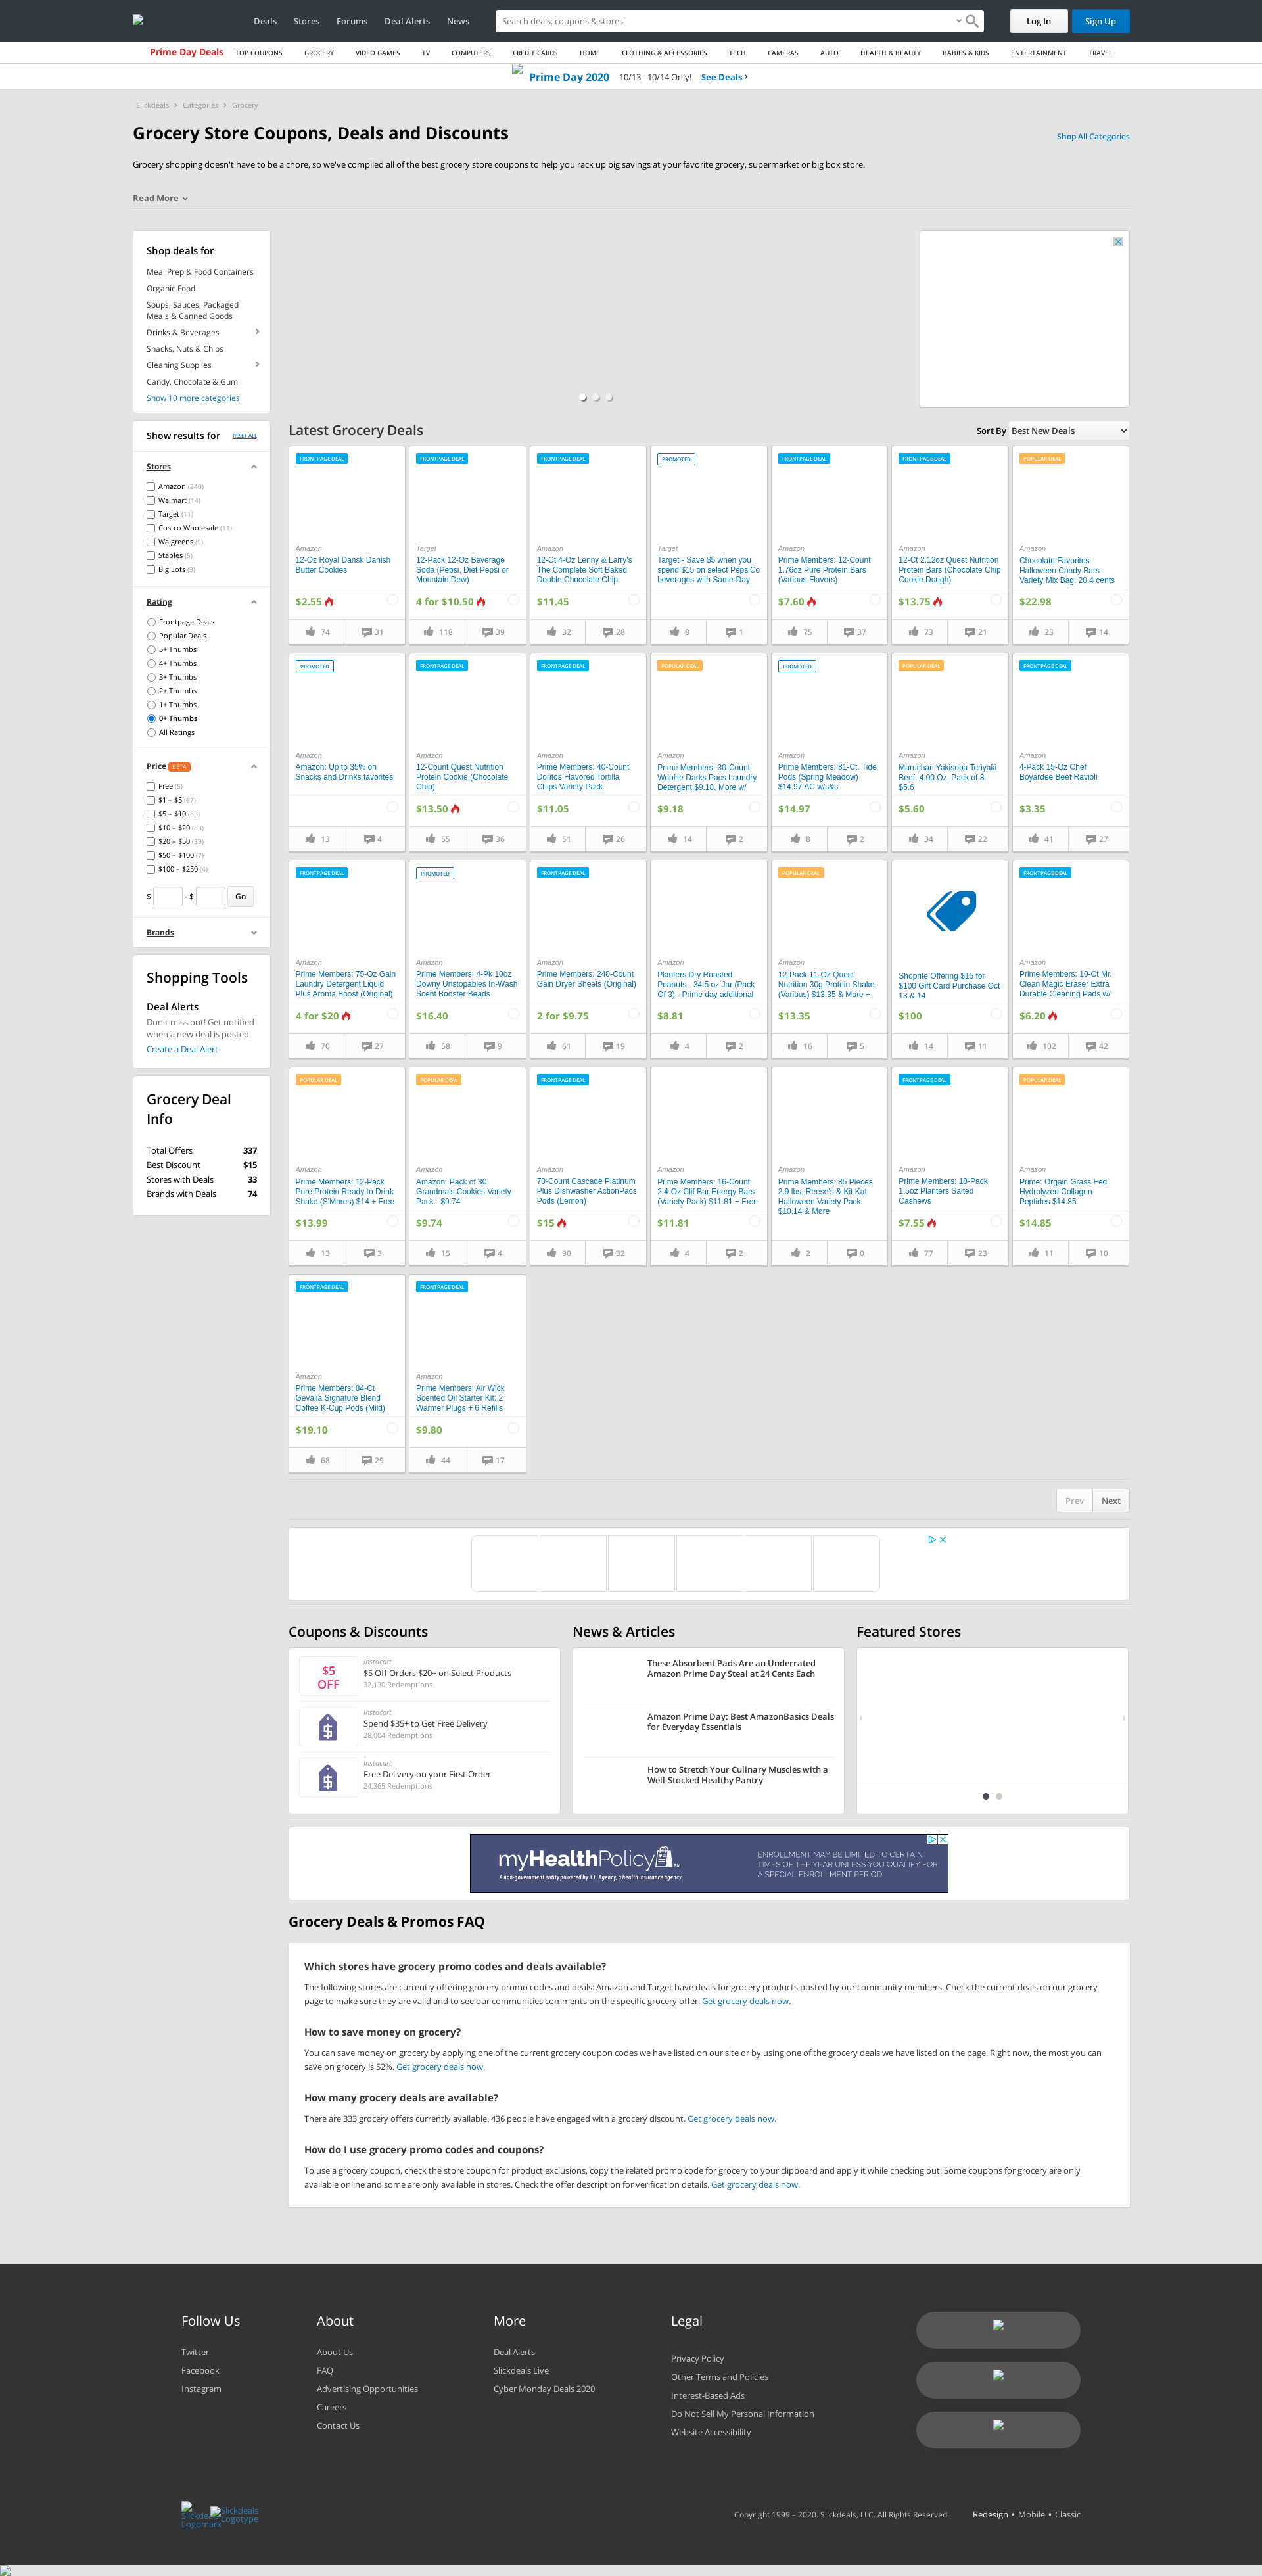 Deals Stores Forums Deal Alerts News
Search deals, coupons & stores
Log In
Sign Up
Prime Day Deals TOP COUPONS GROCERY VIDEO GAMES TV COMPUTERS CREDIT CARDS HOME CLOTHING & ACCESSORIES TECH CAMERAS AUTO HEALTH & BEAUTY BABIES & KIDS ENTERTAINMENT TRAVEL
Prime Day 2020 10/13 - 10/14 Only! See Deals
Slickdeals › Categories › Grocery
Grocery Store Coupons, Deals and Discounts
Shop All Categories
Grocery shopping doesn't have to be a chore, so we've compiled all of the best grocery store coupons to help you rack up big savings at your favorite grocery, supermarket or big box store.
Read More
Shop deals for
Meal Prep & Food Containers
Organic Food
Soups, Sauces, Packaged
Meals & Canned Goods
Drinks & Beverages
Snacks, Nuts & Chips
Cleaning Supplies
Candy, Chocolate & Gum
Show 10 more categories
Show results for RESET ALL
Stores
Amazon (240)
Walmart (14)
Target (11)
Costco Wholesale (11)
Walgreens (9)
Staples (5)
Big Lots (3)
Rating
Frontpage Deals
Popular Deals
5+ Thumbs
4+ Thumbs
3+ Thumbs
2+ Thumbs
1+ Thumbs
0+ Thumbs
All Ratings
Price BETA
Free (5)
$1 – $5 (67)
$5 – $10 (83)
$10 – $20 (83)
$20 – $50 (39)
$50 – $100 (7)
$100 – $250 (4)
$ - $ Go
Brands
Shopping Tools
Deal Alerts
Don't miss out! Get notified
when a new deal is posted.
Create a Deal Alert
Grocery Deal
Info
Total Offers 337
Best Discount $15
Stores with Deals 33
Brands with Deals 74
Latest Grocery Deals
Sort By Best New Deals
FRONTPAGE DEAL
Amazon
12-Oz Royal Dansk Danish
Butter Cookies
$2.55
74 31
FRONTPAGE DEAL
Target
12-Pack 12-Oz Beverage
Soda (Pepsi, Diet Pepsi or
Mountain Dew)
4 for $10.50
118 39
FRONTPAGE DEAL
Amazon
12-Ct 4-Oz Lenny & Larry's
The Complete Soft Baked
Double Chocolate Chip
$11.45
32 28
PROMOTED
Target
Target - Save $5 when you
spend $15 on select PepsiCo
beverages with Same-Day
8 1
FRONTPAGE DEAL
Amazon
Prime Members: 12-Count
1.76oz Pure Protein Bars
(Various Flavors)
$7.60
75 37
FRONTPAGE DEAL
Amazon
12-Ct 2.12oz Quest Nutrition
Protein Bars (Chocolate Chip
Cookie Dough)
$13.75
73 21
POPULAR DEAL
Amazon
Chocolate Favorites
Halloween Candy Bars
Variety Mix Bag. 20.4 cents
$22.98
23 14
PROMOTED
Amazon
Amazon: Up to 35% on
Snacks and Drinks favorites
13 4
FRONTPAGE DEAL
Amazon
12-Count Quest Nutrition
Protein Cookie (Chocolate
Chip)
$13.50
55 36
FRONTPAGE DEAL
Amazon
Prime Members: 40-Count
Doritos Flavored Tortilla
Chips Variety Pack
$11.05
51 26
POPULAR DEAL
Amazon
Prime Members: 30-Count
Woolite Darks Pacs Laundry
Detergent $9.18, More w/
$9.18
14 2
PROMOTED
Amazon
Prime Members: 81-Ct. Tide
Pods (Spring Meadow)
$14.97 AC w/s&s
$14.97
8 2
POPULAR DEAL
Amazon
Maruchan Yakisoba Teriyaki
Beef, 4.00 Oz, Pack of 8
$5.6
$5.60
34 22
FRONTPAGE DEAL
Amazon
4-Pack 15-Oz Chef
Boyardee Beef Ravioli
$3.35
41 27
FRONTPAGE DEAL
Amazon
Prime Members: 75-Oz Gain
Laundry Detergent Liquid
Plus Aroma Boost (Original)
4 for $20
70 27
PROMOTED
Amazon
Prime Members: 4-Pk 10oz
Downy Unstopables In-Wash
Scent Booster Beads
$16.40
58 9
FRONTPAGE DEAL
Amazon
Prime Members: 240-Count
Gain Dryer Sheets (Original)
2 for $9.75
61 19
Amazon
Planters Dry Roasted
Peanuts - 34.5 oz Jar (Pack
Of 3) - Prime day additional
$8.81
4 2
POPULAR DEAL
Amazon
12-Pack 11-Oz Quest
Nutrition 30g Protein Shake
(Various) $13.35 & More +
$13.35
16 5
Shoprite Offering $15 for
$100 Gift Card Purchase Oct
13 & 14
$100
14 11
FRONTPAGE DEAL
Amazon
Prime Members: 10-Ct Mr.
Clean Magic Eraser Extra
Durable Cleaning Pads w/
$6.20
102 42
POPULAR DEAL
Amazon
Prime Members: 12-Pack
Pure Protein Ready to Drink
Shake (S'Mores) $14 + Free
$13.99
13 3
POPULAR DEAL
Amazon
Amazon: Pack of 30
Grandma's Cookies Variety
Pack - $9.74
$9.74
15 4
FRONTPAGE DEAL
Amazon
70-Count Cascade Platinum
Plus Dishwasher ActionPacs
Pods (Lemon)
$15
90 32
Amazon
Prime Members: 16-Count
2.4-Oz Clif Bar Energy Bars
(Variety Pack) $11.81 + Free
$11.81
4 2
Amazon
Prime Members: 85 Pieces
2.9 lbs. Reese's & Kit Kat
Halloween Variety Pack
$10.14 & More
2 0
FRONTPAGE DEAL
Amazon
Prime Members: 18-Pack
1.5oz Planters Salted
Cashews
$7.55
77 23
POPULAR DEAL
Amazon
Prime: Orgain Grass Fed
Hydrolyzed Collagen
Peptides $14.85
$14.85
11 10
FRONTPAGE DEAL
Amazon
Prime Members: 84-Ct
Gevalia Signature Blend
Coffee K-Cup Pods (Mild)
$19.10
68 29
FRONTPAGE DEAL
Amazon
Prime Members: Air Wick
Scented Oil Starter Kit: 2
Warmer Plugs + 6 Refills
$9.80
44 17
Prev Next
Coupons & Discounts
$5
OFF
Instacart
$5 Off Orders $20+ on Select Products
32,130 Redemptions
Instacart
Spend $35+ to Get Free Delivery
28,004 Redemptions
Instacart
Free Delivery on your First Order
24,365 Redemptions
News & Articles
These Absorbent Pads Are an Underrated
Amazon Prime Day Steal at 24 Cents Each
Amazon Prime Day: Best AmazonBasics Deals
for Everyday Essentials
How to Stretch Your Culinary Muscles with a
Well-Stocked Healthy Pantry
Featured Stores
myHealthPolicy SM
A non-government entity powered by K.F. Agency, a health insurance agency
ENROLLMENT MAY BE LIMITED TO CERTAIN
TIMES OF THE YEAR UNLESS YOU QUALIFY FOR
A SPECIAL ENROLLMENT PERIOD.
Grocery Deals & Promos FAQ
Which stores have grocery promo codes and deals available?
The following stores are currently offering grocery promo codes and deals: Amazon and Target have deals for grocery products posted by our community members. Check the current deals on our grocery
page to make sure they are valid and to see our communities comments on the specific grocery offer. Get grocery deals now.
How to save money on grocery?
You can save money on grocery by applying one of the current grocery coupon codes we have listed on our site or by using one of the grocery deals we have listed on the page. Right now, the most you can
save on grocery is 52%. Get grocery deals now.
How many grocery deals are available?
There are 333 grocery offers currently available. 436 people have engaged with a grocery discount. Get grocery deals now.
How do I use grocery promo codes and coupons?
To use a grocery coupon, check the store coupon for product exclusions, copy the related promo code for grocery to your clipboard and apply it while checking out. Some coupons for grocery are only
available online and some are only available in stores. Check the offer description for verification details. Get grocery deals now.
Follow Us
Twitter
Facebook
Instagram
About
About Us
FAQ
Advertising Opportunities
Careers
Contact Us
More
Deal Alerts
Slickdeals Live
Cyber Monday Deals 2020
Legal
Privacy Policy
Other Terms and Policies
Interest-Based Ads
Do Not Sell My Personal Information
Website Accessibility
Slickdeals
Logomark
Slickdeals
Logotype
Copyright 1999 – 2020. Slickdeals, LLC. All Rights Reserved. Redesign • Mobile • Classic